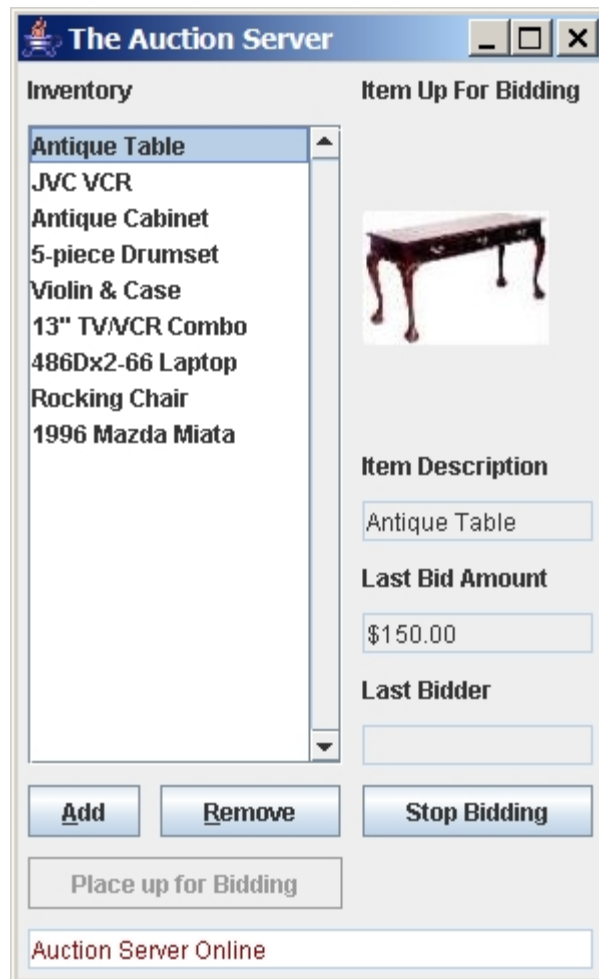 The Auction Server
Inventory
Item Up For Bidding
Antique Table
JVC VCR
Antique Cabinet
5-piece Drumset
Violin & Case
13" TV/VCR Combo
486Dx2-66 Laptop
Rocking Chair
1996 Mazda Miata
Item Description
Antique Table
Last Bid Amount
$150.00
Last Bidder
Add
Remove
Stop Bidding
Place up for Bidding
Auction Server Online